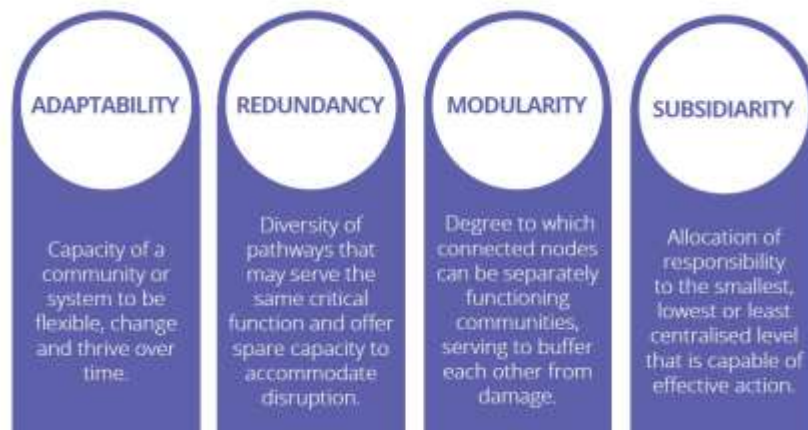 ADAPTABILITY
Capacity of a
community or
system to be
flexible, change
and thrive over
time.
REDUNDANCY
Diversity of
pathways that
may serve the
same critical
function and offer
spare capacity to
accommodate
disruption.
MODULARITY
Degree to which
connected nodes
can be separately
functioning
communities,
serving to buffer
each other from
damage.
SUBSIDIARITY
Allocation of
responsibility
to the smallest,
lowest or least
centralised level
that is capable of
effective action.